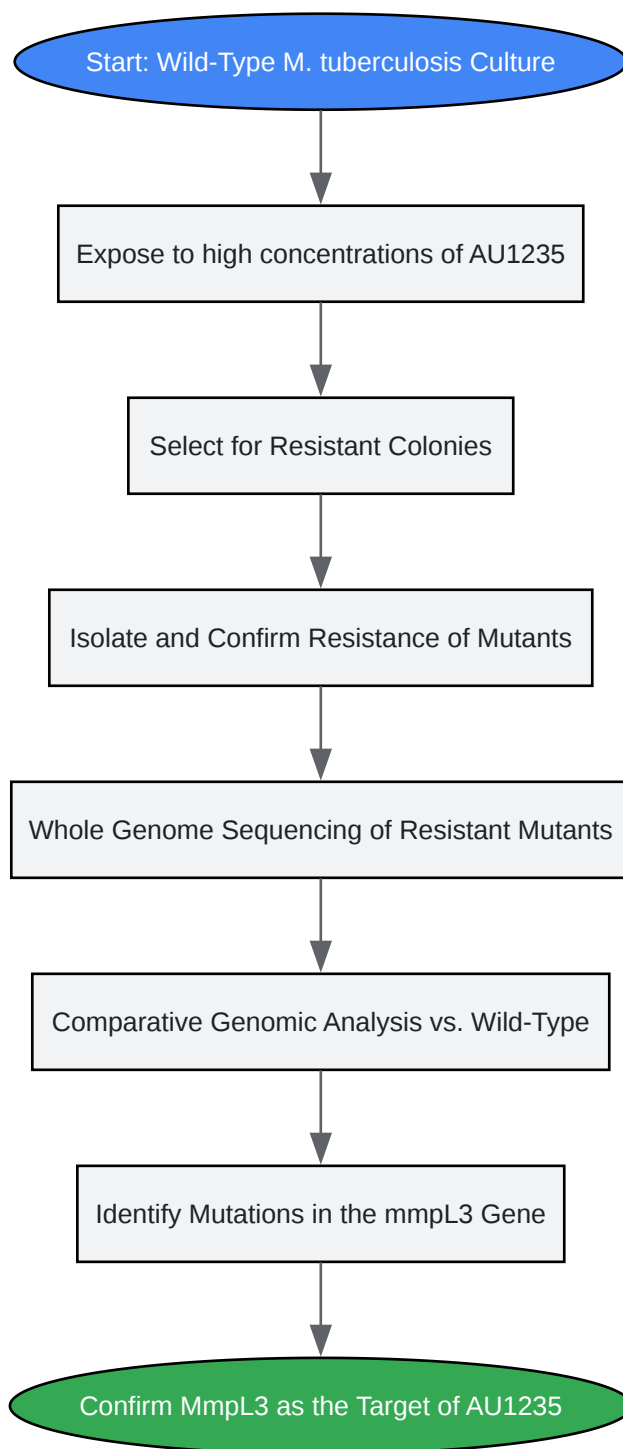 Start: Wild-Type M. tuberculosis Culture
Expose to high concentrations of AU1235
Select for Resistant Colonies
Isolate and Confirm Resistance of Mutants
Whole Genome Sequencing of Resistant Mutants
Comparative Genomic Analysis vs. Wild-Type
Identify Mutations in the mmpL3 Gene
Confirm MmpL3 as the Target of AU1235